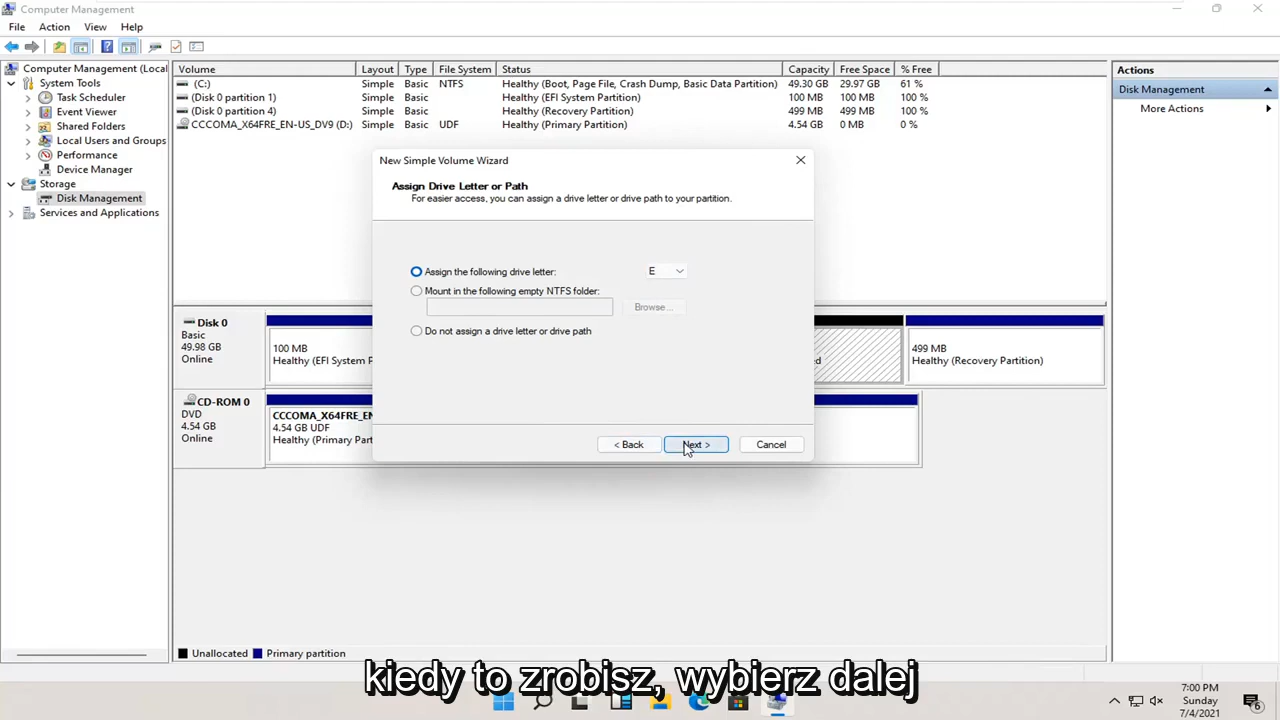 Computer Management
File Action View Help
Computer Management (Local
System Tools
Task Scheduler
Event Viewer
Shared Folders
Local Users and Groups
Performance
Device Manager
Storage
Disk Management
Services and Applications
Volume Layout Type File System Status Capacity Free Space % Free
(C:) Simple Basic NTFS Healthy (Boot, Page File, Crash Dump, Basic Data Partition) 49.30 GB 29.97 GB 61 %
(Disk 0 partition 1) Simple Basic Healthy (EFI System Partition) 100 MB 100 MB 100 %
(Disk 0 partition 4) Simple Basic Healthy (Recovery Partition) 499 MB 499 MB 100 %
CCCOMA_X64FRE_EN-US_DV9 (D:) Simple Basic UDF Healthy (Primary Partition) 4.54 GB 0 MB 0 %
Actions
Disk Management
More Actions
New Simple Volume Wizard
Assign Drive Letter or Path
For easier access, you can assign a drive letter or drive path to your partition.
Assign the following drive letter: E
Mount in the following empty NTFS folder:
Browse...
Do not assign a drive letter or drive path
< Back Next > Cancel
Disk 0
Basic
49.98 GB
Online
100 MB
Healthy (EFI System P
499 MB
Healthy (Recovery Partition)
CD-ROM 0
DVD
4.54 GB
Online
CCCOMA_X64FRE_EN
4.54 GB UDF
Healthy (Primary Part
Unallocated Primary partition
kiedy to zrobisz, wybierz dalej
7:00 PM
Sunday
7/4/2021
6